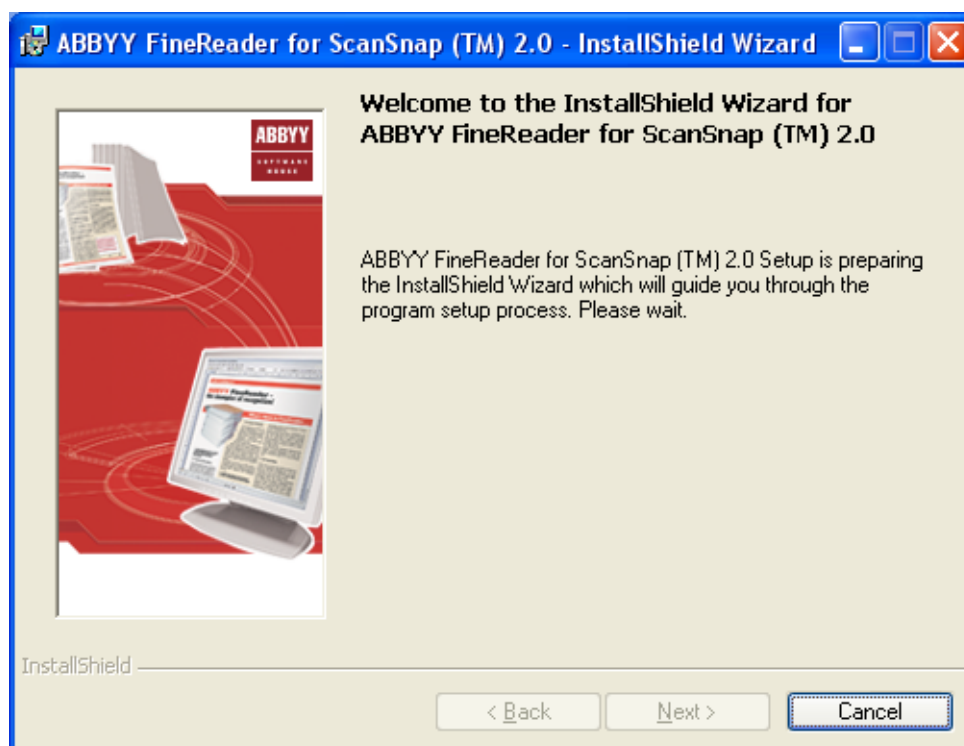 ABBYY FineReader for ScanSnap (TM) 2.0 - InstallShield Wizard
ABBYY
SOFTWARE
HOUSE
Welcome to the InstallShield Wizard for
ABBYY FineReader for ScanSnap (TM) 2.0
ABBYY FineReader for ScanSnap (TM) 2.0 Setup is preparing
the InstallShield Wizard which will guide you through the
program setup process. Please wait.
InstallShield
< Back
Next >
Cancel